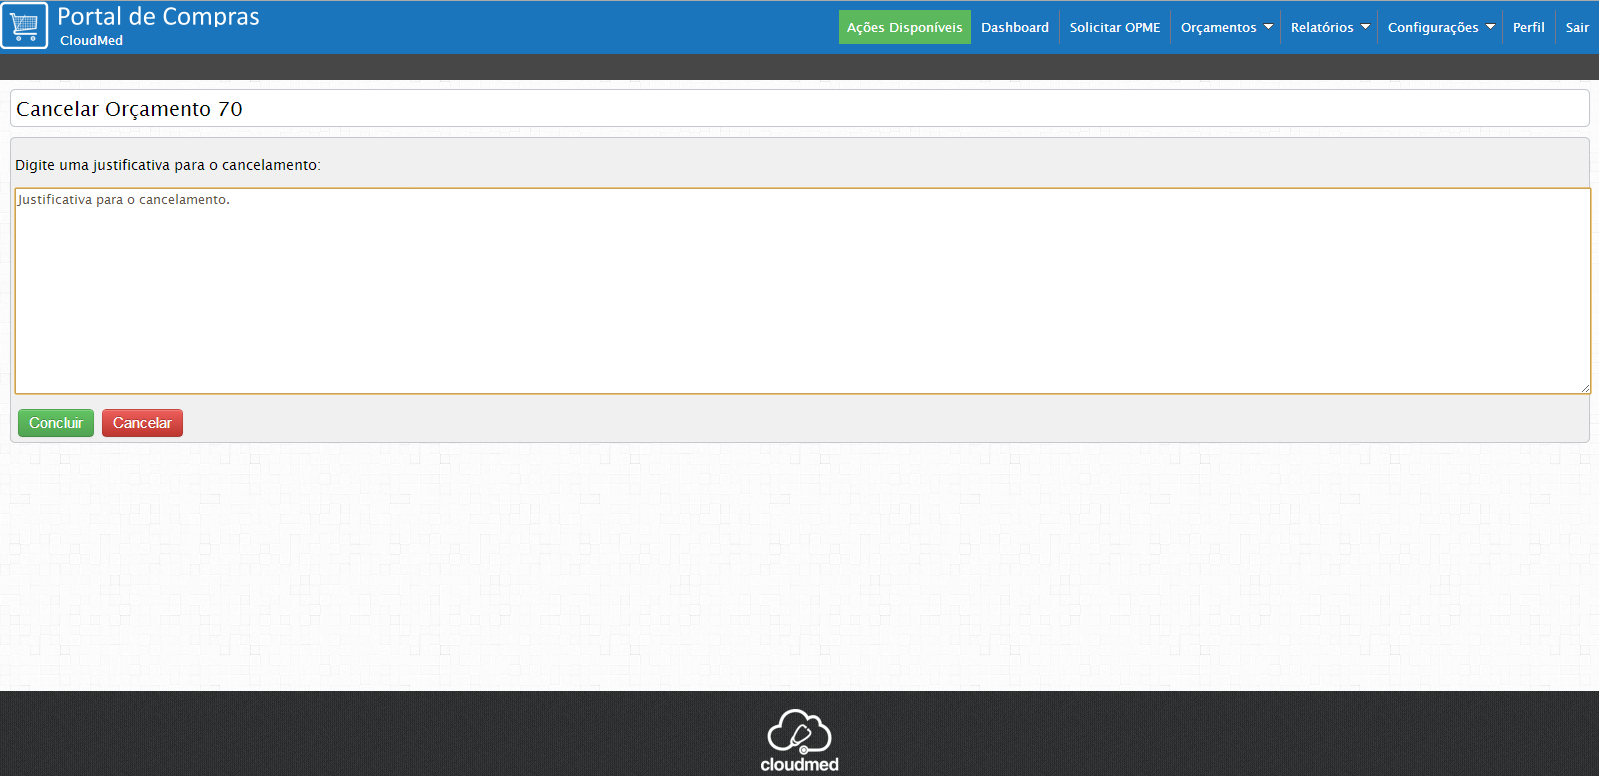 Portal de Compras
CloudMed
Ações Disponíveis Dashboard Solicitar OPME Orçamentos Relatórios Configurações Perfil Sair
Cancelar Orçamento 70
Digite uma justificativa para o cancelamento:
Justificativa para o cancelamento.
Concluir Cancelar
cloudmed